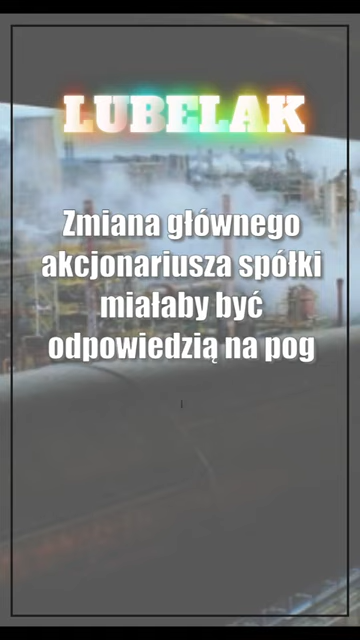 LUBELAK
Zmiana głównego
akcjonariusza spółki
miałaby być
odpowiedzią na pog